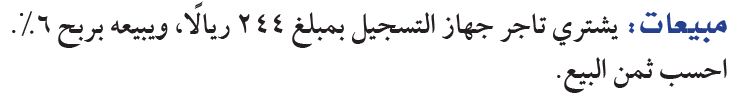 مبيعات: يشتري تاجر جهاز التسجيل بمبلغ ٢٤٤ ريالًا، ويبيعه بربح ٦٪.
احسب ثمن البيع.